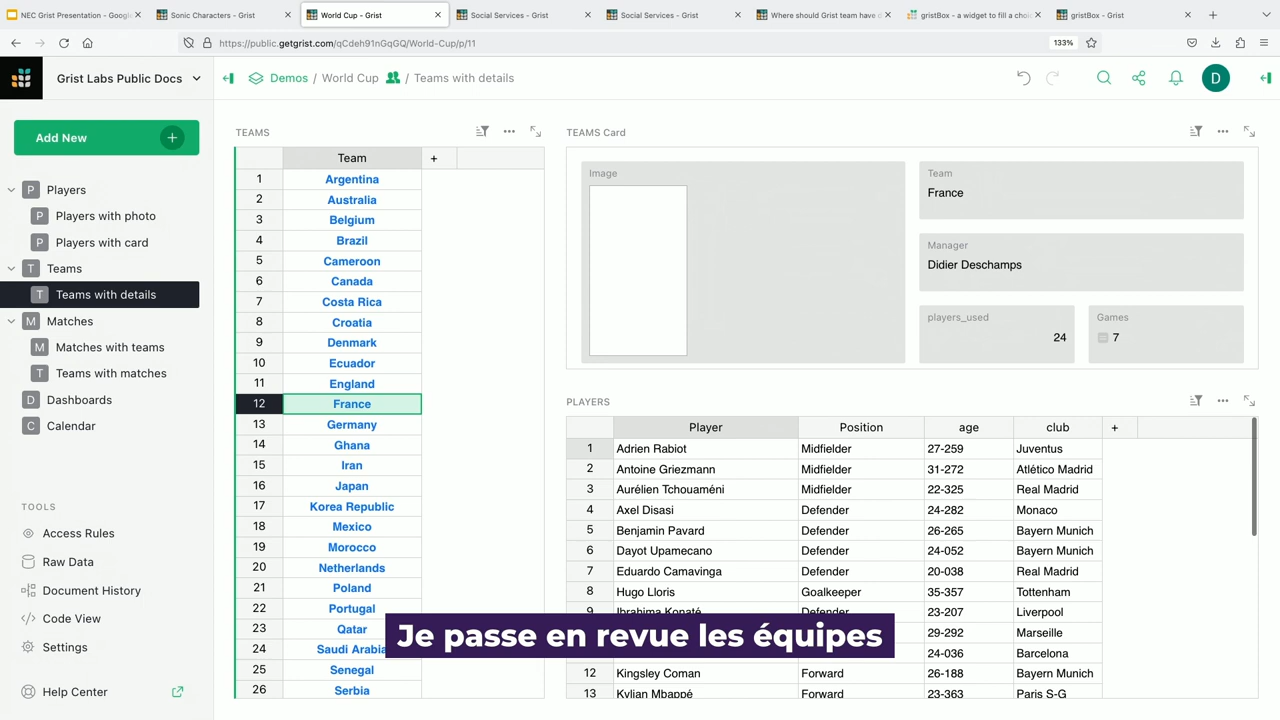 NEC Grist Presentation - Google
Sonic Characters - Grist
World Cup - Grist
Social Services - Grist
Social Services - Grist
Where should Grist team have
gristBox - a widget to fill a choic
gristBox - Grist
https://public.getgrist.com/qCdeh91nGqGQ/World-Cup/p/11
133%
Grist Labs Public Docs
Demos / World Cup / Teams with details
D
Add New +
P Players
P Players with photo
P Players with card
T Teams
T Teams with details
M Matches
M Matches with teams
T Teams with matches
D Dashboards
C Calendar
TOOLS
Access Rules
Raw Data
Document History
Code View
Settings
Help Center
TEAMS
Team +
1 Argentina
2 Australia
3 Belgium
4 Brazil
5 Cameroon
6 Canada
7 Costa Rica
8 Croatia
9 Denmark
10 Ecuador
11 England
12 France
13 Germany
14 Ghana
15 Iran
16 Japan
17 Korea Republic
18 Mexico
19 Morocco
20 Netherlands
21 Poland
22 Portugal
23 Qatar
24 Saudi Arabia
25 Senegal
26 Serbia
TEAMS Card
Image
Team
France
Manager
Didier Deschamps
players_used
24
Games
7
PLAYERS
Player Position age club +
1 Adrien Rabiot Midfielder 27-259 Juventus
2 Antoine Griezmann Midfielder 31-272 Atlético Madrid
3 Aurélien Tchouaméni Midfielder 22-325 Real Madrid
4 Axel Disasi Defender 24-282 Monaco
5 Benjamin Pavard Defender 26-265 Bayern Munich
6 Dayot Upamecano Defender 24-052 Bayern Munich
7 Eduardo Camavinga Defender 20-038 Real Madrid
8 Hugo Lloris Goalkeeper 35-357 Tottenham
9 Ibrahima Konaté Defender 23-207 Liverpool
29-292 Marseille
24-036 Barcelona
12 Kingsley Coman Forward 26-188 Bayern Munich
13 Kylian Mbappé Forward 23-363 Paris S-G
Je passe en revue les équipes